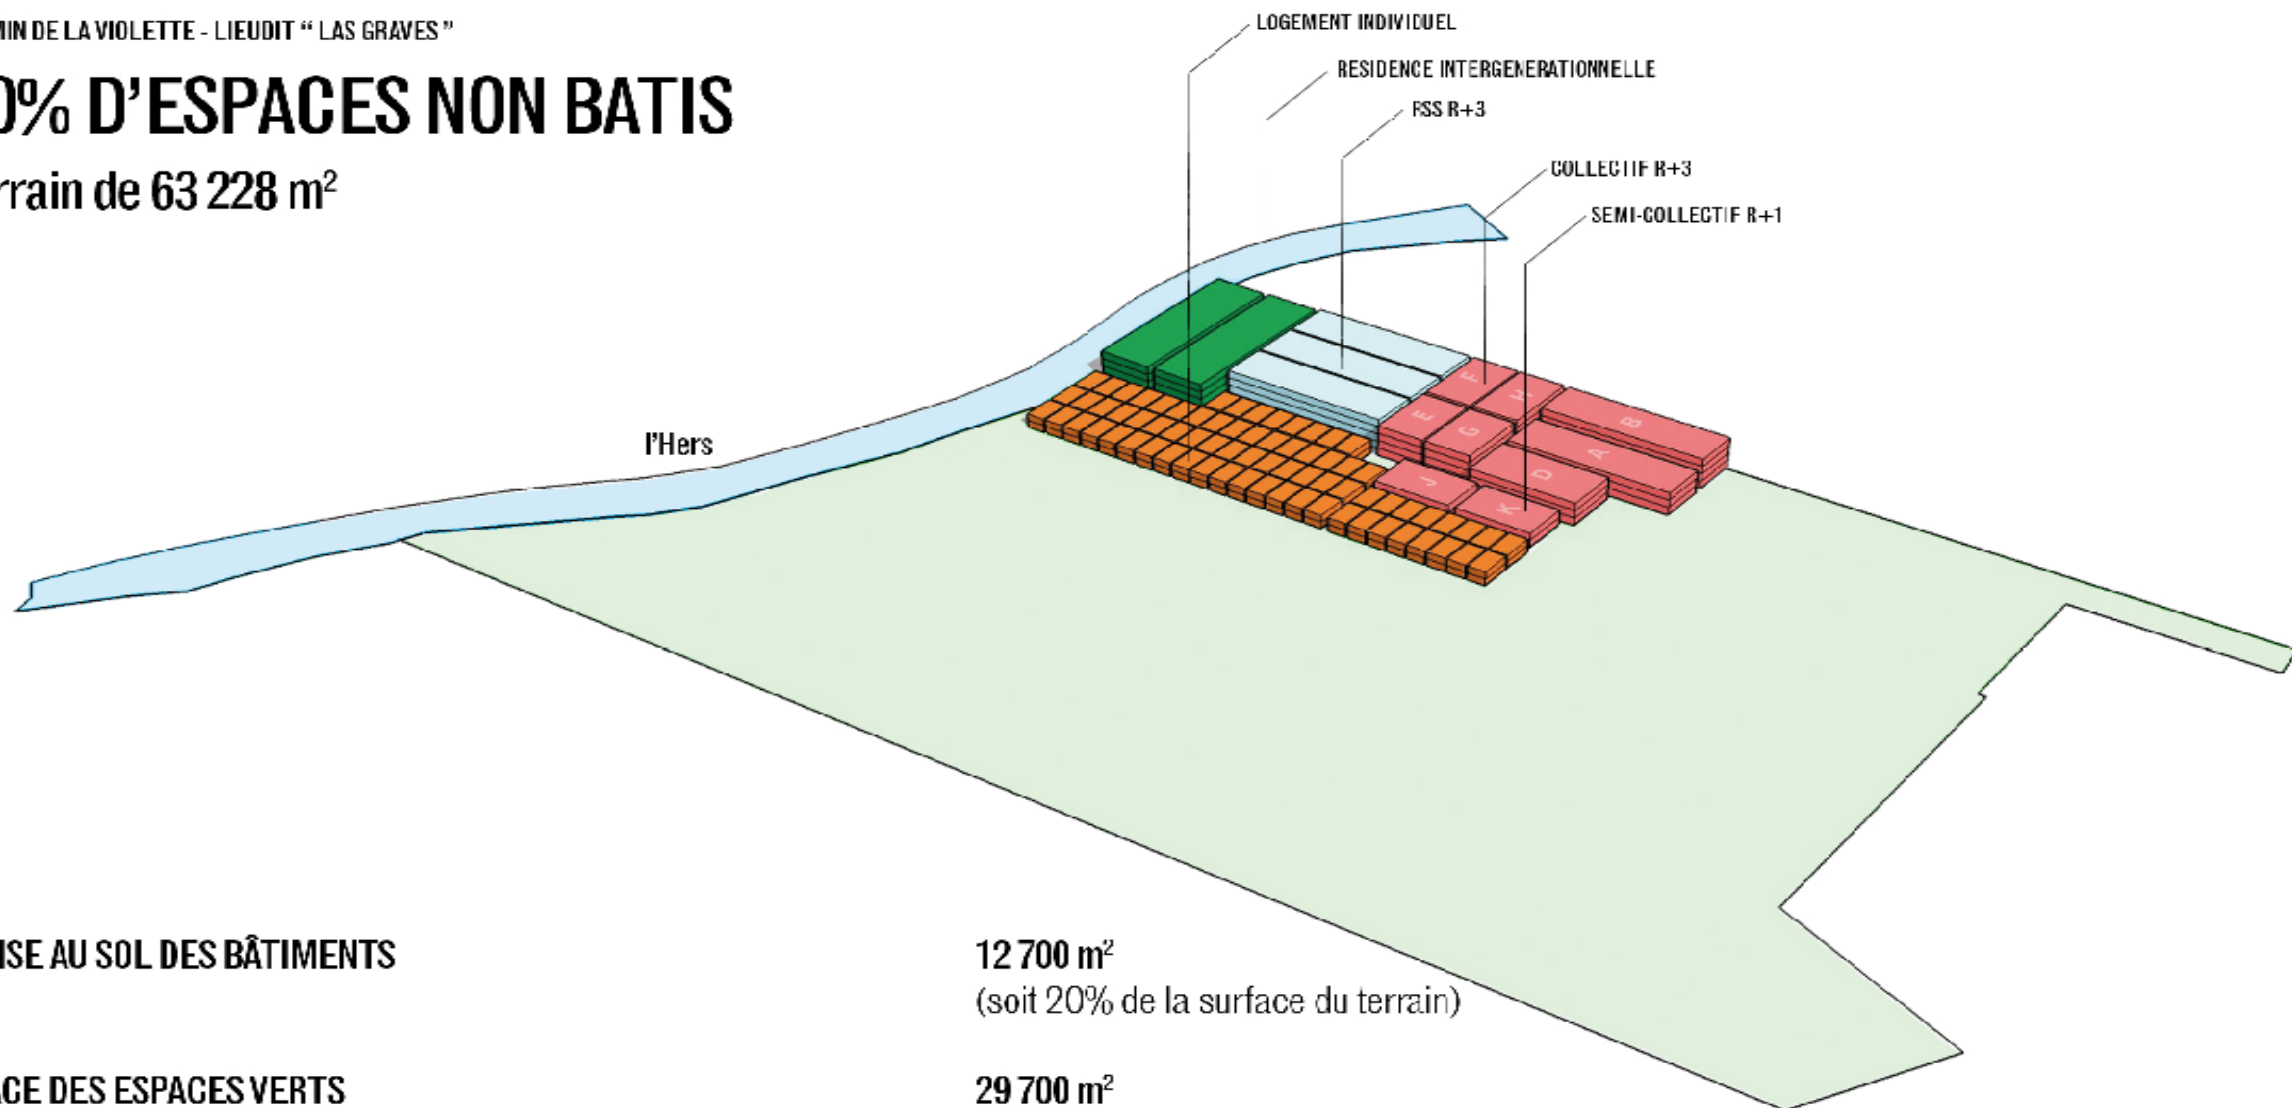 MIN DE LA VIOLETTE - LIEUDIT “ LAS GRAVES ”
0% D’ESPACES NON BATIS
rrain de 63 228 m²
LOGEMENT INDIVIDUEL
RESIDENCE INTERGENERATIONNELLE
RSS R+3
COLLECTIF R+3
SEMI-COLLECTIF R+1
l’Hers
F
H
B
E
G
A
D
J
K
ISE AU SOL DES BÂTIMENTS
12 700 m²
(soit 20% de la surface du terrain)
ACE DES ESPACES VERTS
29 700 m²